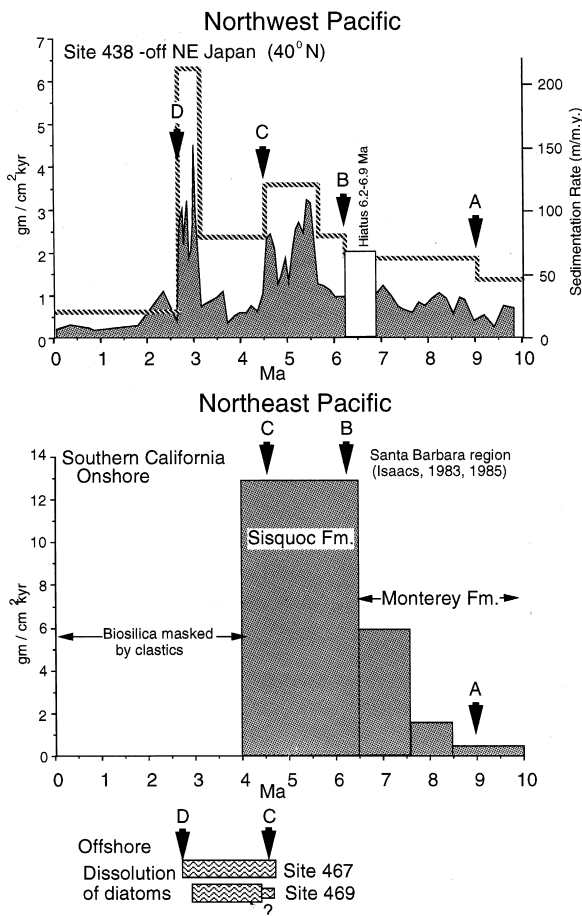 Northwest Pacific
Site 438 -off NE Japan (40°N)
7
6
5
4
3
2
1
0
gm / cm² kyr
200
150
100
50
0
Sedimentation Rate (m/m.y.)
D
C
B
A
Hiatus 6.2-6.9 Ma
0 1 2 3 4 5 6 7 8 9 10
Ma
Northeast Pacific
C
B
14
12
10
8
6
4
2
0
gm / cm² kyr
Southern California
Onshore
Santa Barbara region
(Isaacs, 1983, 1985)
Sisquoc Fm.
Monterey Fm.
Biosilica masked
by clastics
A
0 1 2 3 4 5 6 7 8 9 10
Ma
D
C
Offshore
Dissolution
of diatoms
Site 467
Site 469
?